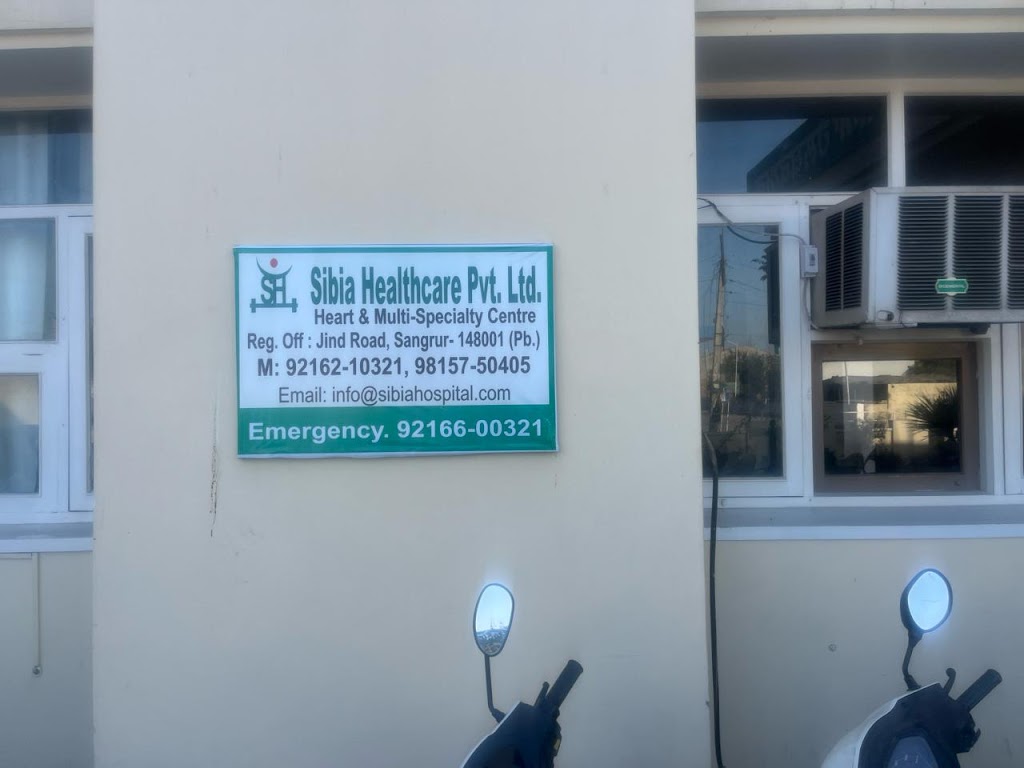 SH
Sibia Healthcare Pvt. Ltd.
Heart & Multi-Specialty Centre
Reg. Off : Jind Road, Sangrur- 148001 (Pb.)
M: 92162-10321, 98157-50405
Email: info@sibiahospital.com
Emergency. 92166-00321